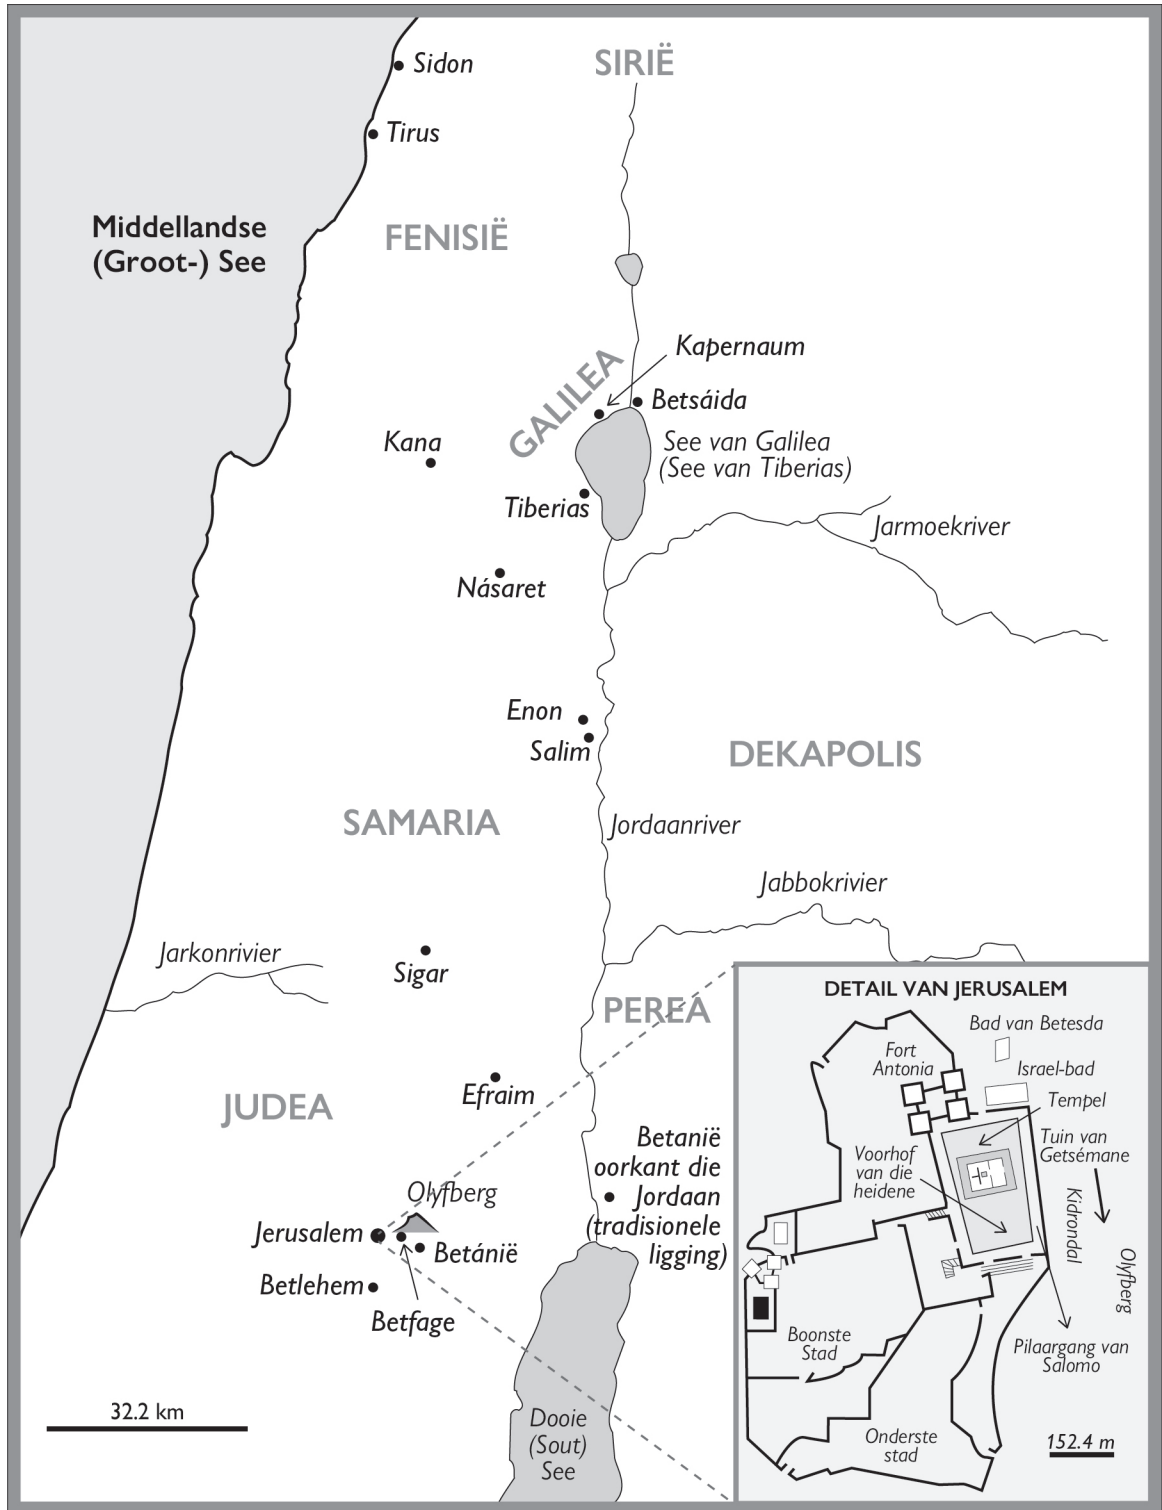 Sidon
SIRIË
Tirus
Middellandse
(Groot-) See
FENISIË
Kapernaum
GALILEA
Betsáida
Kana
See van Galilea
(See van Tiberias)
Tiberias
Jarmoekriver
Násaret
Enon
Salim
DEKAPOLIS
SAMARIA
Jordaanriver
Jabbokrivier
Jarkonrivier
Sigar
PEREA
Efraim
JUDEA
Betanië
oorkant die
Jordaan
(tradisionele
ligging)
Olyfberg
Jerusalem
Betánië
Betlehem
Betfage
32.2 km
Dooie
(Sout)
See
DETAIL VAN JERUSALEM
Bad van Betesda
Fort
Antonia
Israel-bad
Tempel
Tuin van
Getsémane
Voorhof
van die
heidene
Kidrondal
Olyfberg
Boonste
Stad
Pilaargang van
Salomo
Onderste
stad
152.4 m